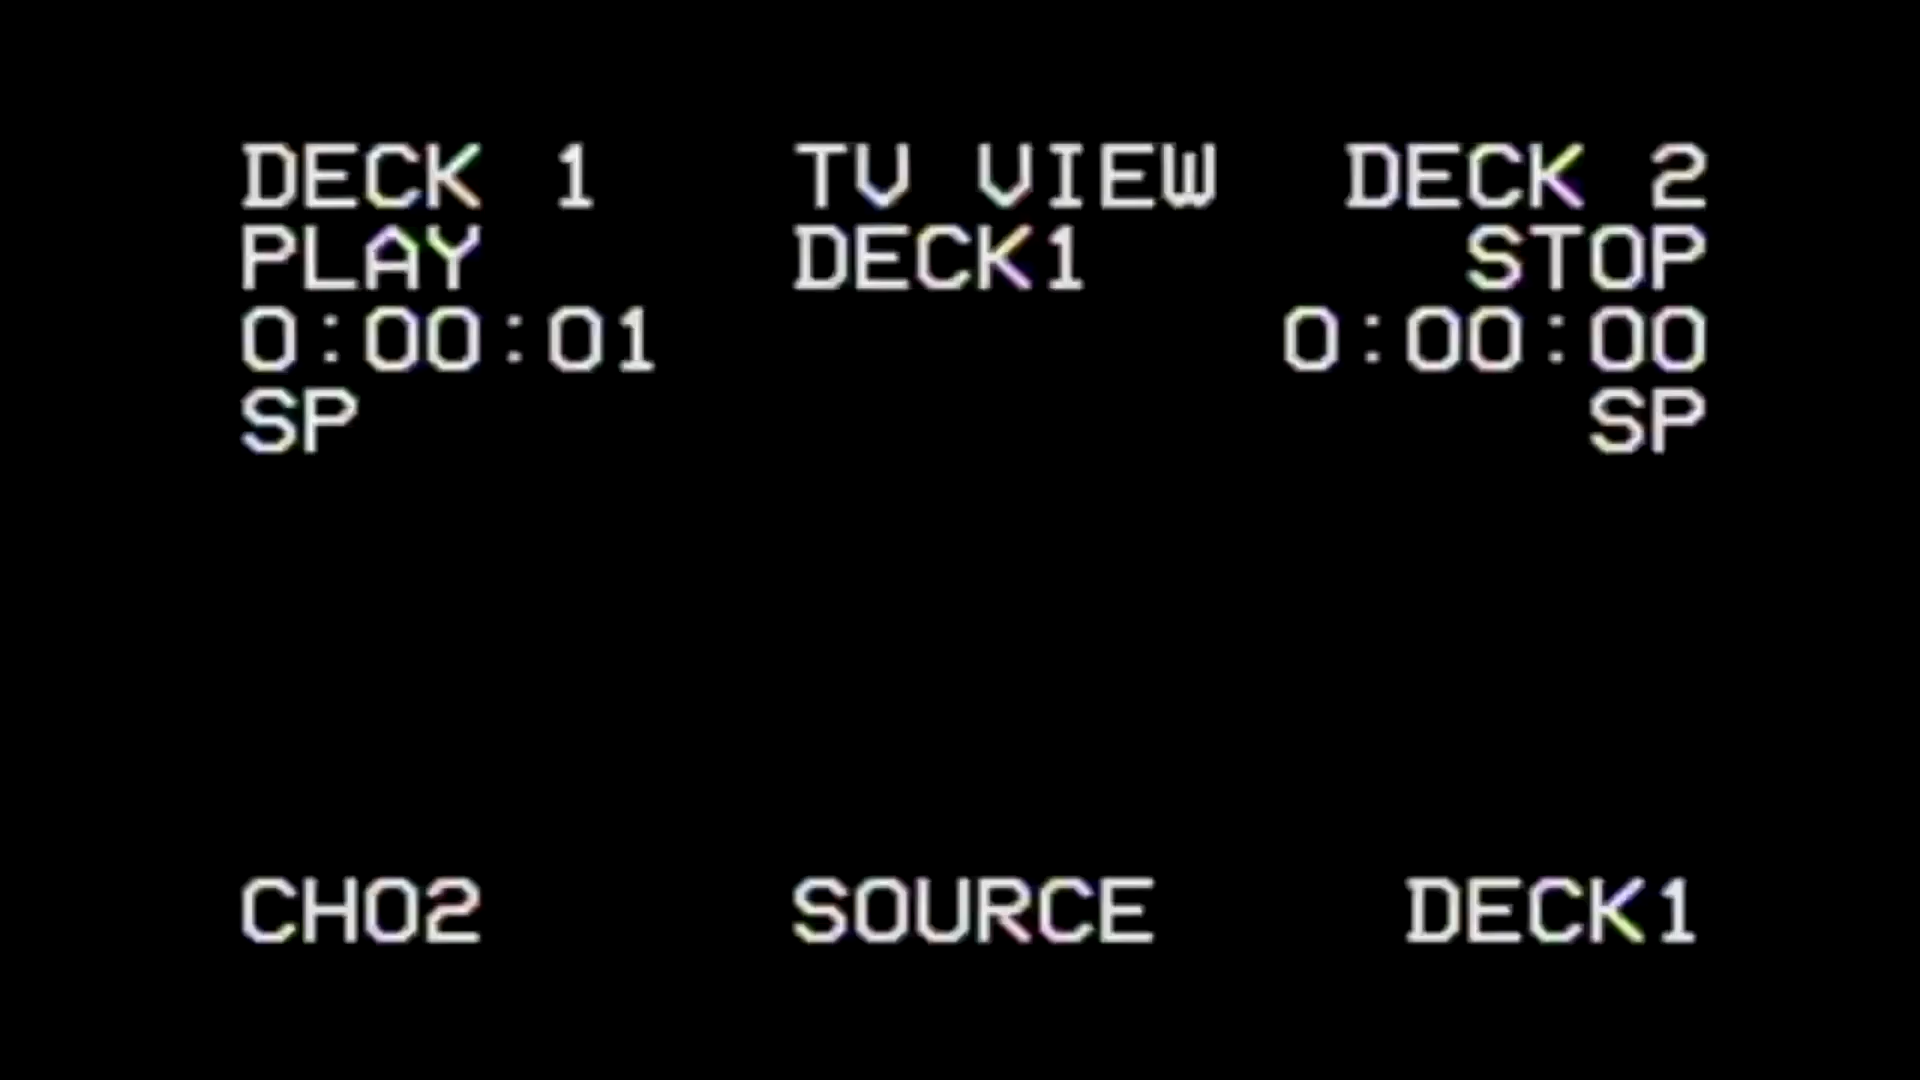 DECK 1 TV VIEW DECK 2
PLAY DECK1 STOP
0:00:01 0:00:00
SP SP
CH02 SOURCE DECK1